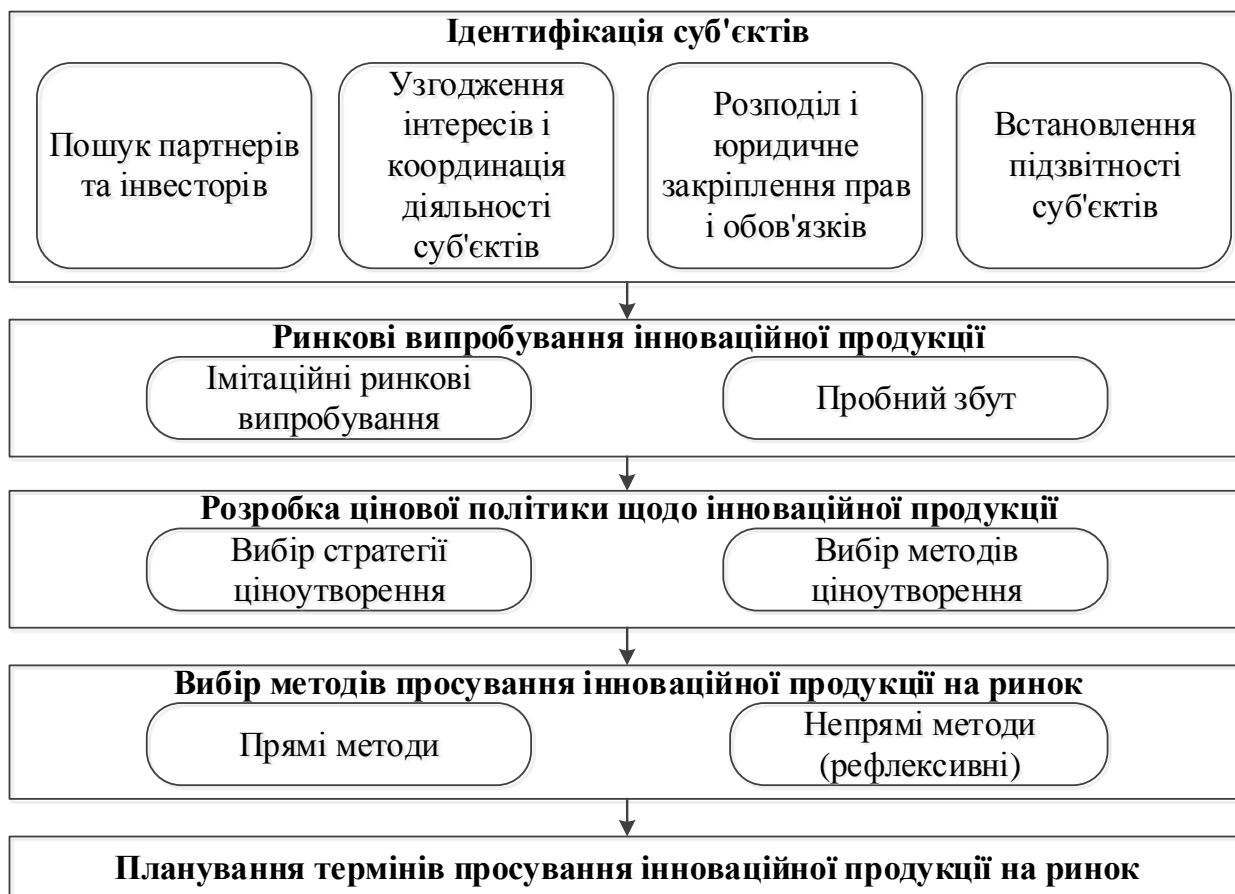 Ідентифікація суб'єктів
Пошук партнерів
та інвесторів
Узгодження
інтересів і
координація
діяльності
суб'єктів
Розподіл і
юридичне
закріплення прав
і обов'язків
Встановлення
підзвітності
суб'єктів
Ринкові випробування інноваційної продукції
Імітаційні ринкові
випробування
Пробний збут
Розробка цінової політики щодо інноваційної продукції
Вибір стратегії
ціноутворення
Вибір методів
ціноутворення
Вибір методів просування інноваційної продукції на ринок
Прямі методи
Непрямі методи
(рефлексивні)
Планування термінів просування інноваційної продукції на ринок